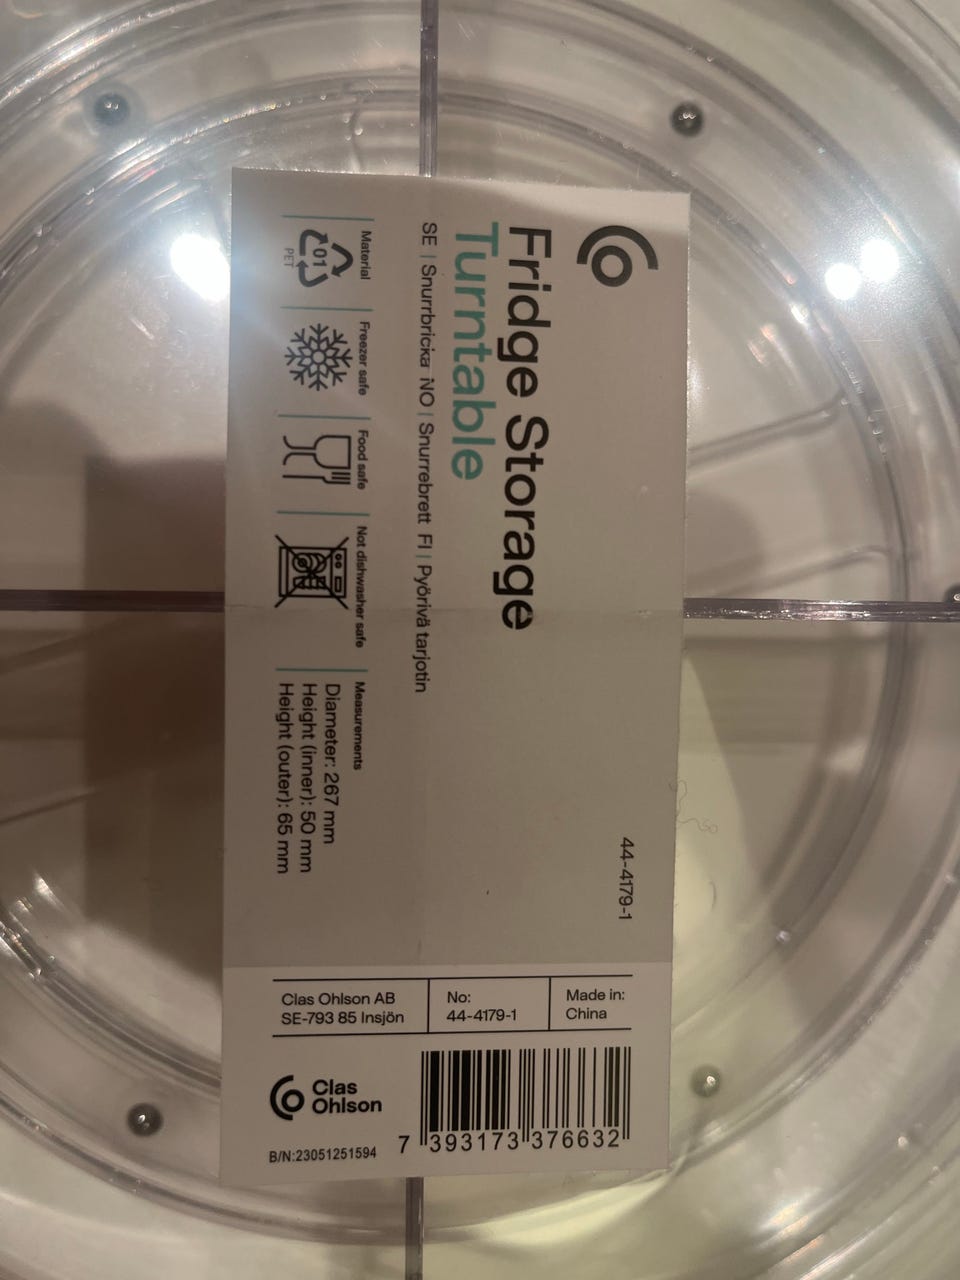 Fridge Storage
Turntable
44-4179-1
SE | Snurrbricka NO | Snurrebrett FI | Pyörivä tarjotin
Material
01
PET
Freezer safe
Food safe
Not dishwasher safe
Measurements
Diameter: 267 mm
Height (inner): 50 mm
Height (outer): 65 mm
Clas Ohlson AB
SE-793 85 Insjön
No:
44-4179-1
Made in:
China
Clas
Ohlson
B/N:23051251594
7 393173 376632